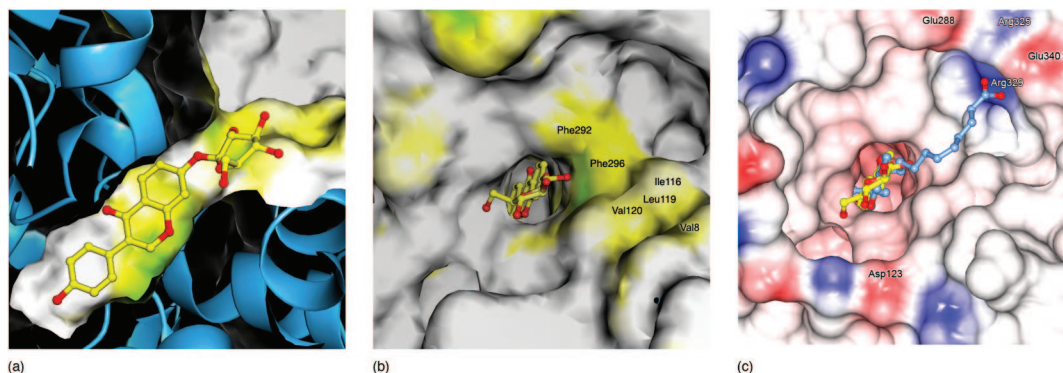 Phe292
Phe296
Ile116
Leu119
Val120
Val8
Glu288
Arg325
Glu340
Arg329
Asp123
(a)
(b)
(c)